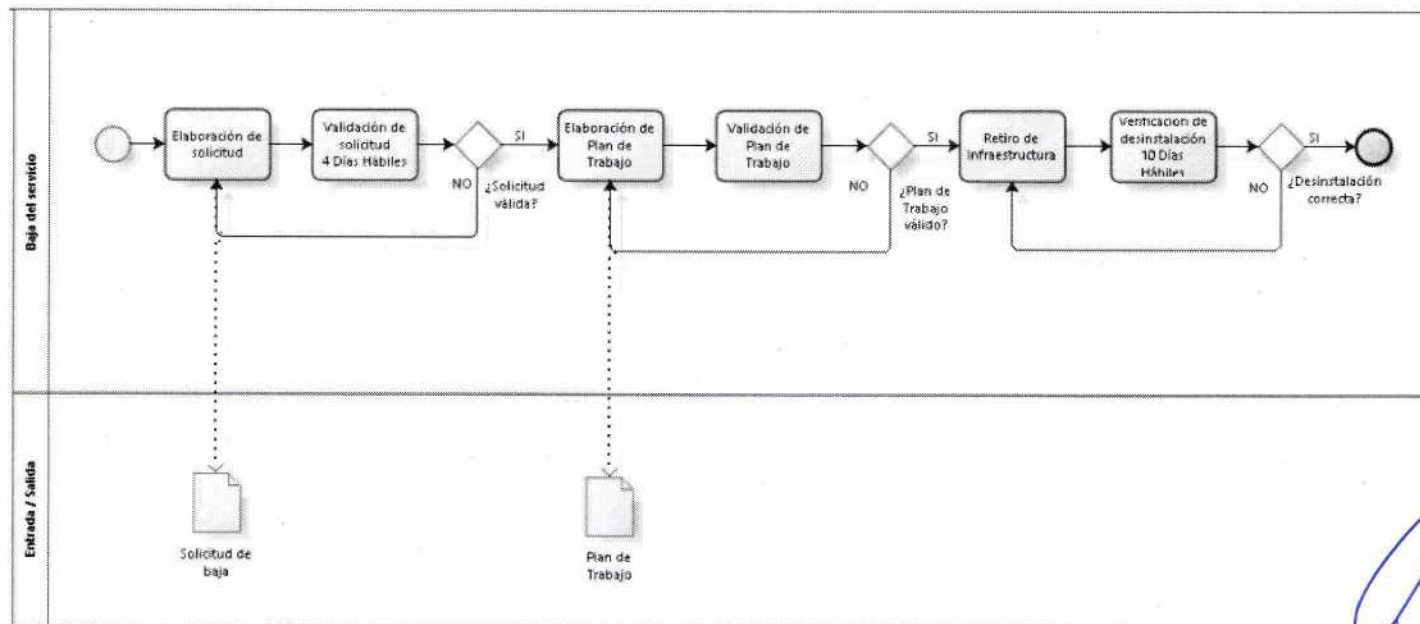 Baja del servicio
Elaboración de
solicitud
Validación de
solicitud
4 Días Hábiles
SI
NO
¿Solicitud
válida?
Elaboración de
Plan de
Trabajo
Validación de
Plan de
Trabajo
SI
NO
¿Plan de
Trabajo
válido?
Retiro de
Infraestructura
Verificación de
desinstalación
10 Días
Hábiles
SI
NO
¿Desinstalación
correcta?
Entrada / Salida
Solicitud de
baja
Plan de
Trabajo